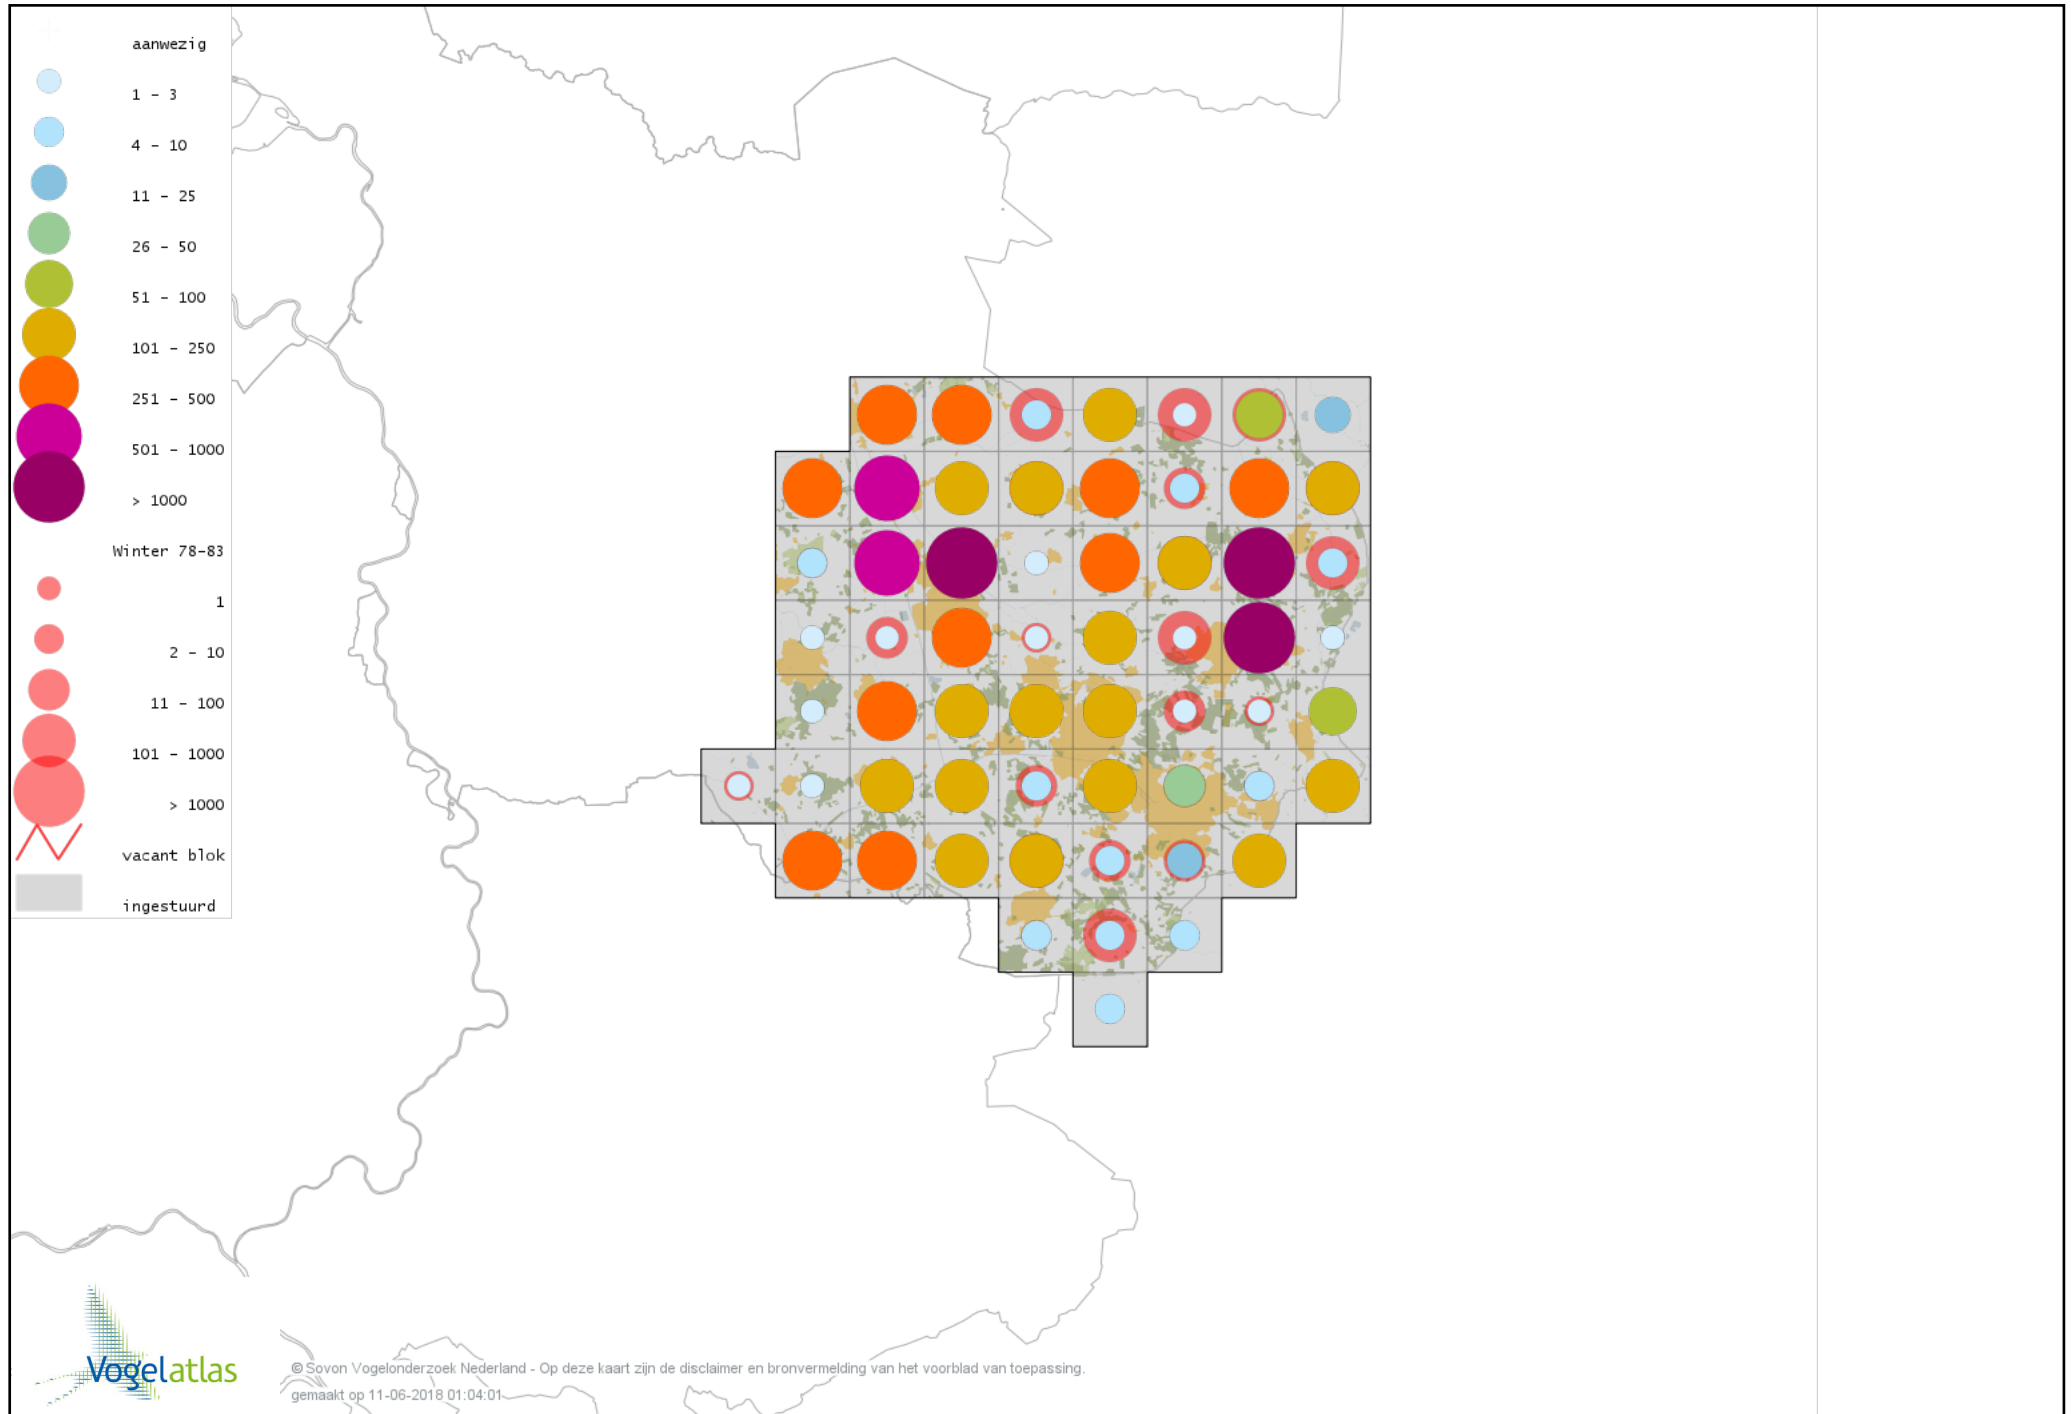 aanwezig
1 - 3
4 - 10
11 - 25
26 - 50
51 - 100
101 - 250
251 - 500
501 - 1000
> 1000
Winter 78-83
1
2 - 10
11 - 100
101 - 1000
> 1000
vacant blok
ingestuurd
Vogelatlas
© Sovon Vogelonderzoek Nederland - Op deze kaart zijn de disclaimer en bronvermelding van het voorblad van toepassing.
gemaakt op 11-06-2018 01:04:01